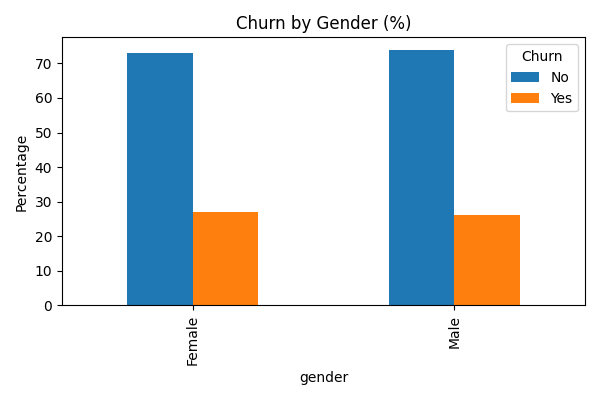 Churn by Gender (%)
Churn
No
Yes
Percentage
70
60
50
40
30
20
10
0
Female
Male
gender